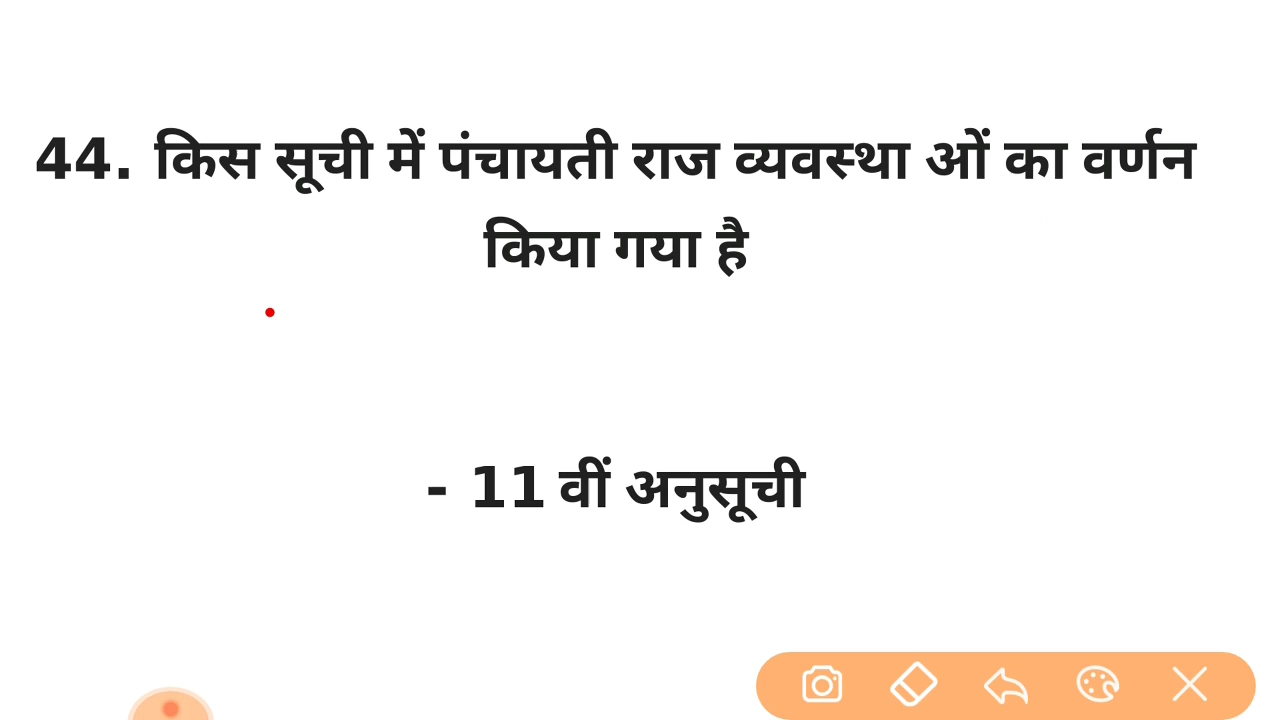 44. किस सूची में पंचायती राज व्यवस्था ओं का वर्णन
किया गया है
- 11 वीं अनुसूची